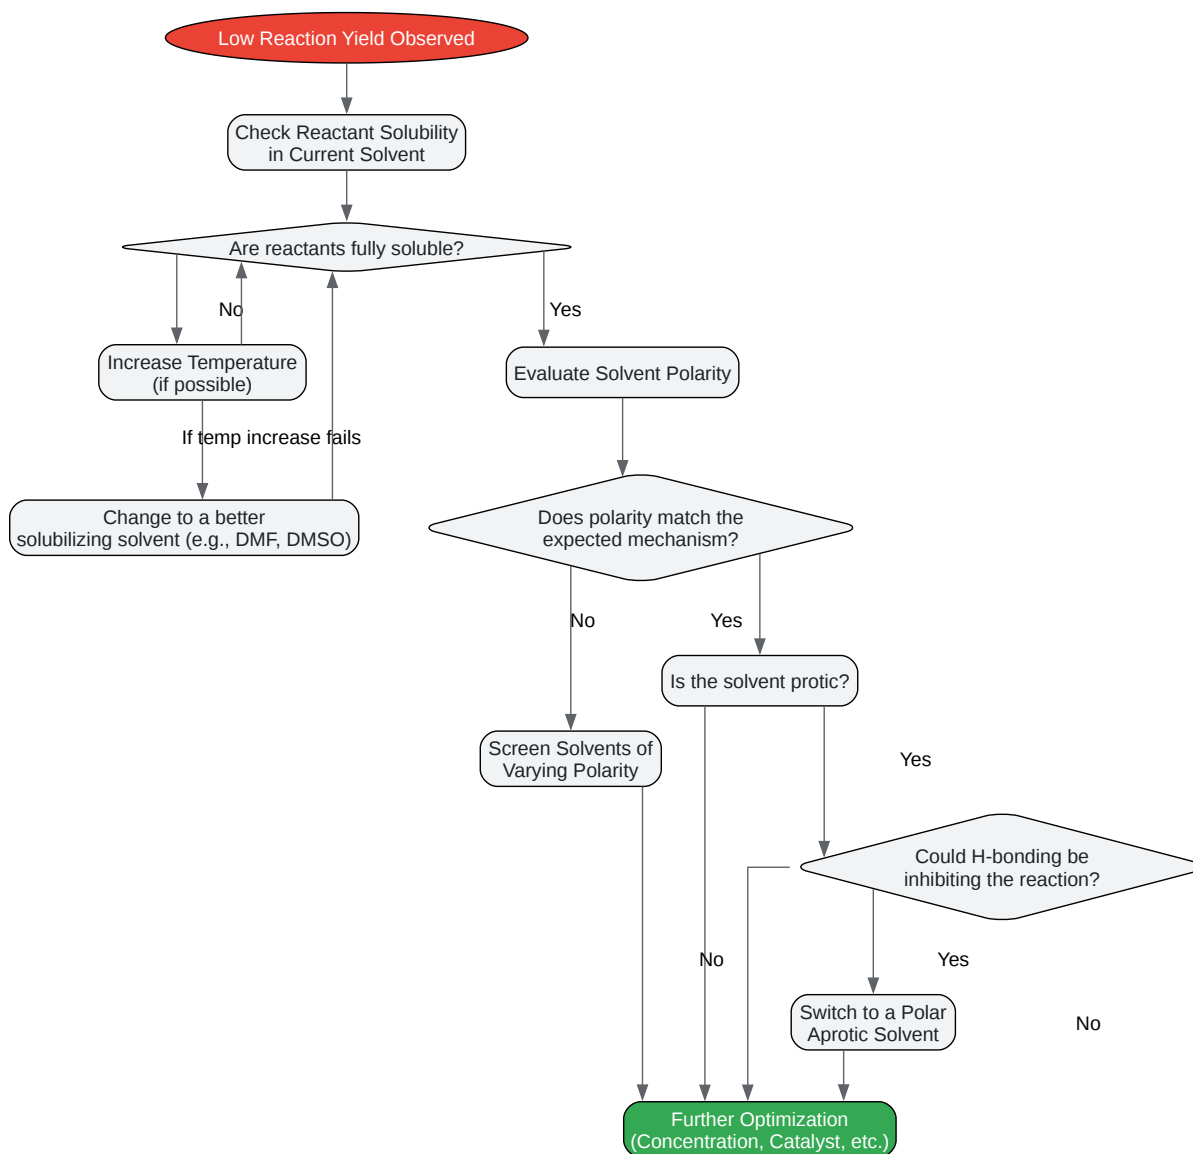 Low Reaction Yield Observed
Check Reactant Solubility
in Current Solvent
Are reactants fully soluble?
No
Yes
Increase Temperature
(if possible)
Evaluate Solvent Polarity
If temp increase fails
Change to a better
solubilizing solvent (e.g., DMF, DMSO)
Does polarity match the
expected mechanism?
No
Yes
Is the solvent protic?
Screen Solvents of
Varying Polarity
Yes
Could H-bonding be
inhibiting the reaction?
No
Yes
Switch to a Polar
Aprotic Solvent
No
Further Optimization
(Concentration, Catalyst, etc.)